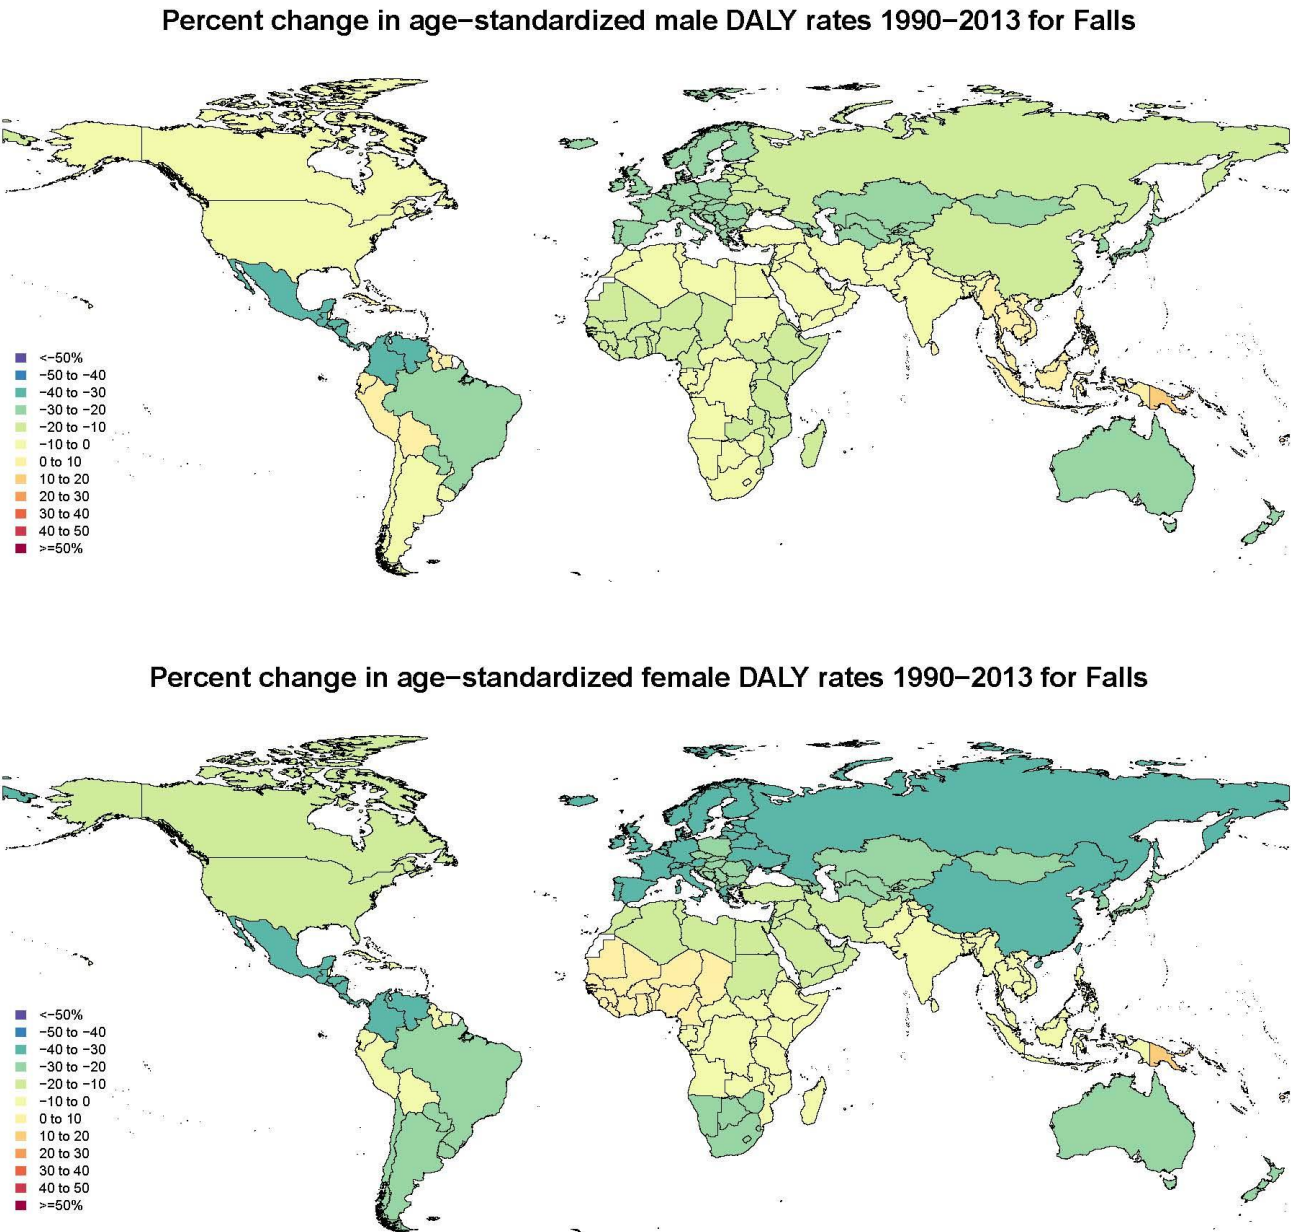 Percent change in age−standardized male DALY rates 1990−2013 for Falls
<−50%
−50 to −40
−40 to −30
−30 to −20
−20 to −10
−10 to 0
0 to 10
10 to 20
20 to 30
30 to 40
40 to 50
>=50%
Percent change in age−standardized female DALY rates 1990−2013 for Falls
<−50%
−50 to −40
−40 to −30
−30 to −20
−20 to −10
−10 to 0
0 to 10
10 to 20
20 to 30
30 to 40
40 to 50
>=50%